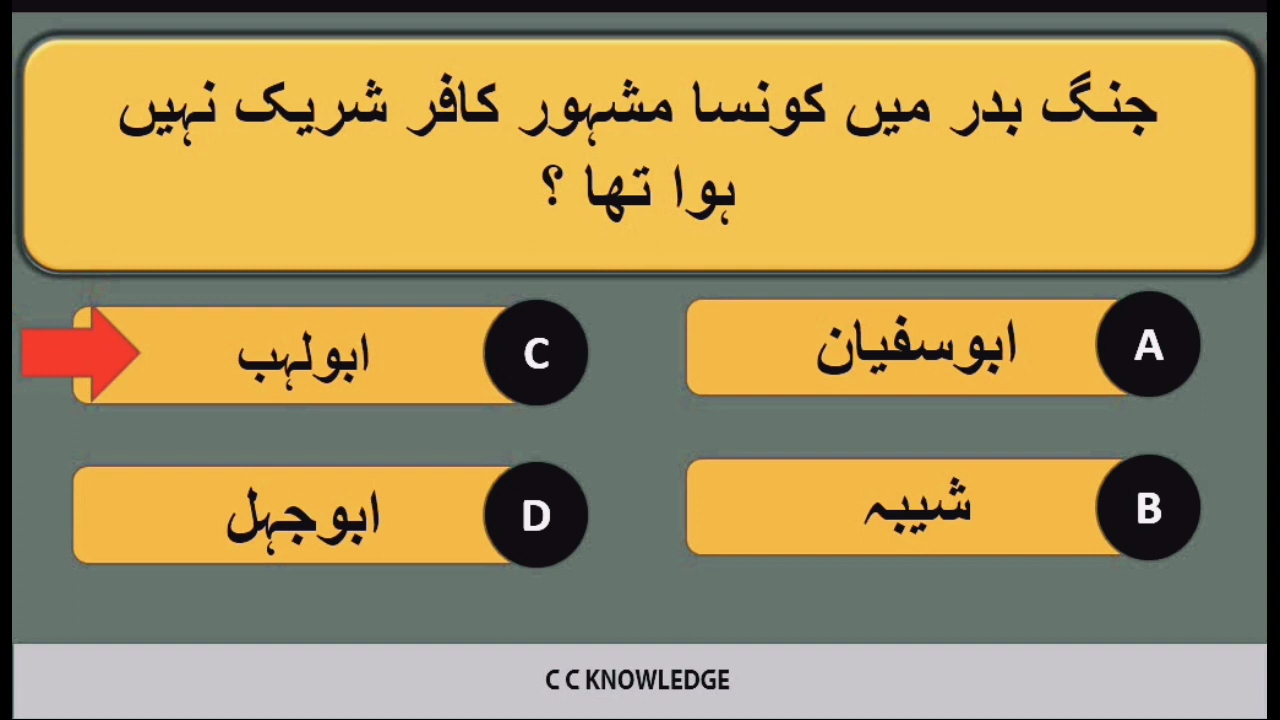 جنگ بدر میں کونسا مشہور کافر شریک نہیں
ہوا تھا ؟
A ابوسفیان
C ابولہب
B شیبہ
D ابوجہل
C C KNOWLEDGE